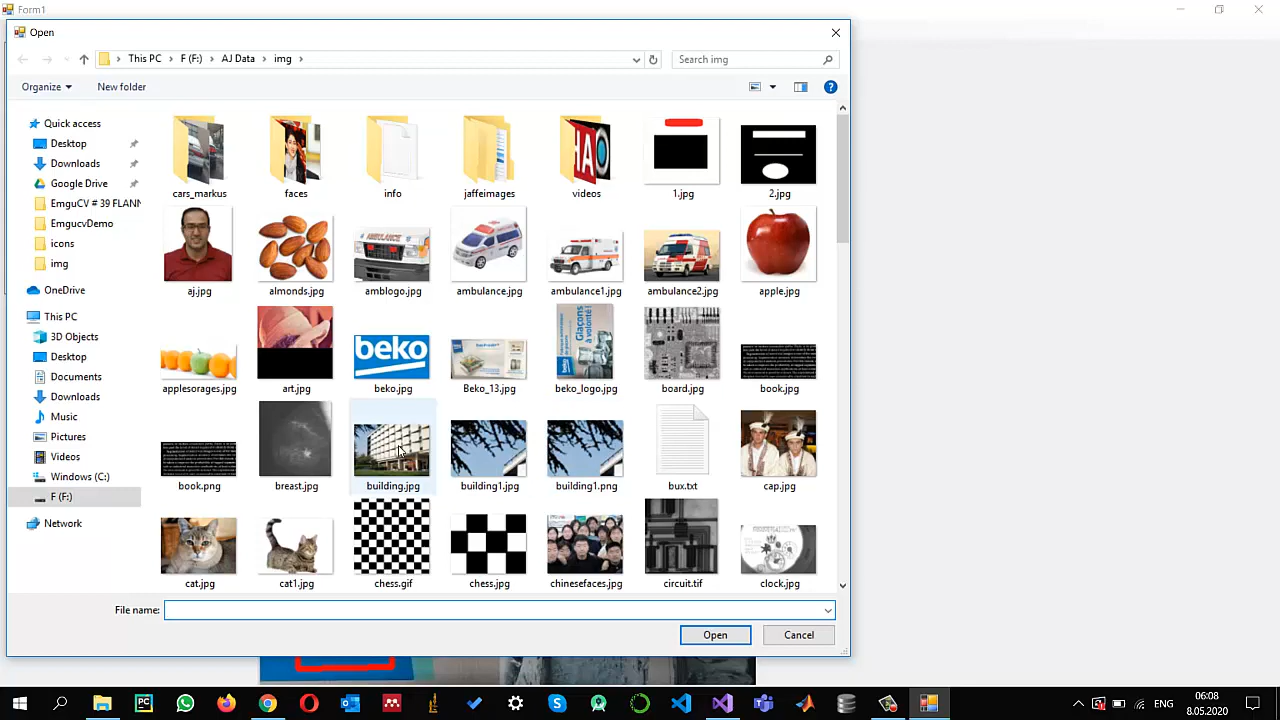 Form1
Open
This PC > F (F:) > AJ Data > img >
Search img
Organize
New folder
Quick access
Desktop
Downloads
Google Drive
EmguCV # 39 FLANN
EmgucvDemo
icons
img
OneDrive
This PC
3D Objects
Desktop
Documents
Downloads
Music
Pictures
Videos
Windows (C:)
F (F:)
Network
cars_markus
faces
info
jaffeimages
videos
1.jpg
2.jpg
aj.jpg
almonds.jpg
amblogo.jpg
ambulance.jpg
ambulance1.jpg
ambulance2.jpg
apple.jpg
beko
applesorages.jpg
art.jpg
beko.jpg
Beko_13.jpg
beko_logo.jpg
board.jpg
book.jpg
book.png
breast.jpg
building.jpg
building1.jpg
building1.png
bux.txt
cap.jpg
cat.jpg
cat1.jpg
chess.gif
chess.jpg
chinesefaces.jpg
circuit.tif
clock.jpg
File name:
Open
Cancel
ENG
06:08
8.05.2020